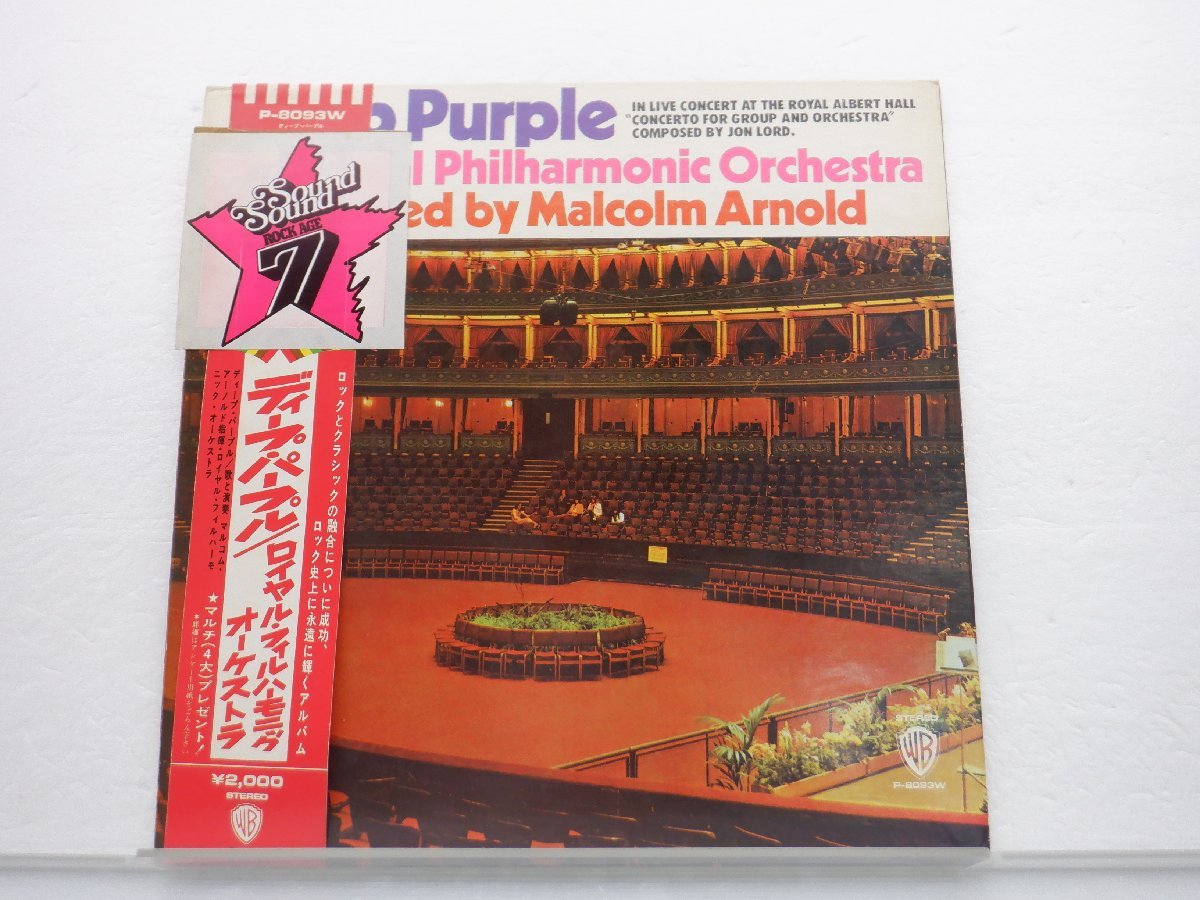 P-8093W
ディープ・パープル
p Purple
IN LIVE CONCERT AT THE ROYAL ALBERT HALL
"CONCERTO FOR GROUP AND ORCHESTRA"
COMPOSED BY JON LORD.
l Philharmonic Orchestra
ed by Malcolm Arnold
Sound
Sound
ROCK AGE
7
ロックとクラシックの融合についに成功、
ロック史上に永遠に輝くアルバム
ディープ・パープル/ロイヤル・フィルハーモニック
オーケストラ
ディープ・パープル/歌と演奏 マルコム・
アーノルド指揮・ロイヤル・フィルハーモ
ニック・オーケストラ
★マルチ(4大)プレゼント!
¥2,000
STEREO
WB
STEREO
WB
P-8093W